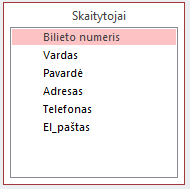 Skaitytojai
Bilieto numeris
Vardas
Pavardė
Adresas
Telefonas
El_paštas